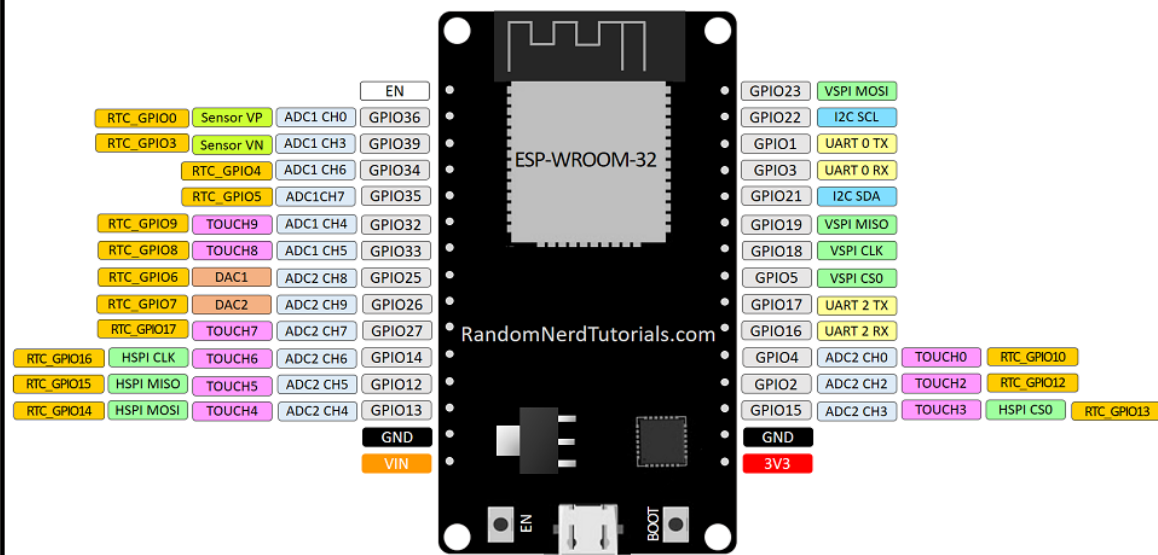 EN GPIO23 VSPI MOSI
RTC_GPIO0 Sensor VP ADC1 CH0 GPIO36 GPIO22 I2C SCL
RTC_GPIO3 Sensor VN ADC1 CH3 GPIO39 GPIO1 UART 0 TX
RTC_GPIO4 ADC1 CH6 GPIO34 ESP-WROOM-32 GPIO3 UART 0 RX
RTC_GPIO5 ADC1CH7 GPIO35 GPIO21 I2C SDA
RTC_GPIO9 TOUCH9 ADC1 CH4 GPIO32 GPIO19 VSPI MISO
RTC_GPIO8 TOUCH8 ADC1 CH5 GPIO33 GPIO18 VSPI CLK
RTC_GPIO6 DAC1 ADC2 CH8 GPIO25 GPIO5 VSPI CS0
RTC_GPIO7 DAC2 ADC2 CH9 GPIO26 GPIO17 UART 2 TX
RTC_GPIO17 TOUCH7 ADC2 CH7 GPIO27 RandomNerdTutorials.com GPIO16 UART 2 RX
RTC_GPIO16 HSPI CLK TOUCH6 ADC2 CH6 GPIO14 GPIO4 ADC2 CH0 TOUCH0 RTC_GPIO10
RTC_GPIO15 HSPI MISO TOUCH5 ADC2 CH5 GPIO12 GPIO2 ADC2 CH2 TOUCH2 RTC_GPIO12
RTC_GPIO14 HSPI MOSI TOUCH4 ADC2 CH4 GPIO13 GPIO15 ADC2 CH3 TOUCH3 HSPI CS0 RTC_GPIO13
GND GND
VIN 3V3
EN BOOT